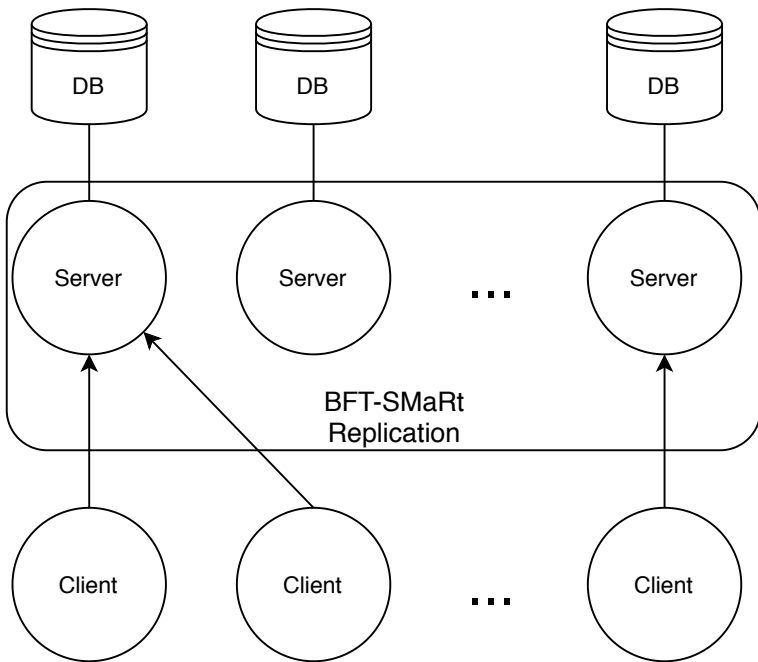 DB
DB
DB
Server
Server
...
Server
BFT-SMaRt
Replication
Client
Client
...
Client